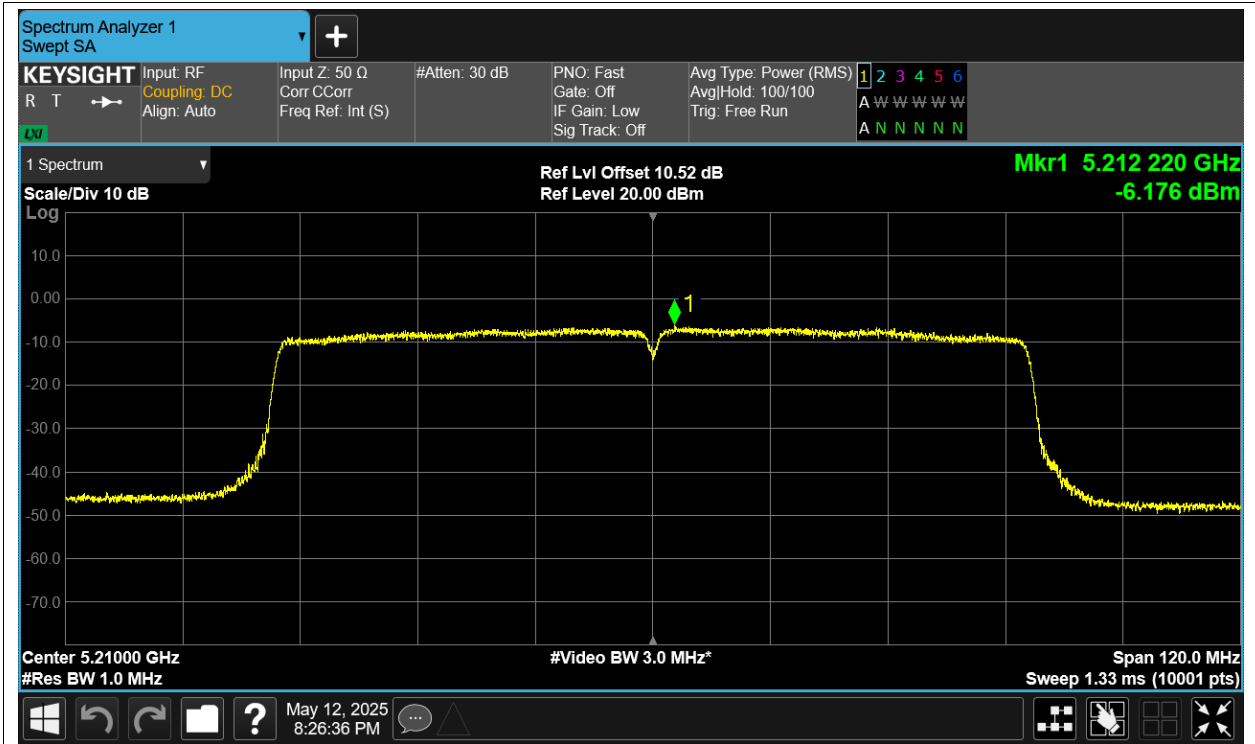 Spectrum Analyzer 1
Swept SA
KEYSIGHT
R T
LXI
Input: RF
Coupling: DC
Align: Auto
Input Z: 50 Ω
Corr CCorr
Freq Ref: Int (S)
#Atten: 30 dB
PNO: Fast
Gate: Off
IF Gain: Low
Sig Track: Off
Avg Type: Power (RMS)
Avg|Hold: 100/100
Trig: Free Run
1 2 3 4 5 6
A W W W W W
A N N N N N
1 Spectrum
Scale/Div 10 dB
Log
Ref Lvl Offset 10.52 dB
Ref Level 20.00 dBm
Mkr1 5.212 220 GHz
-6.176 dBm
10.0
0.00
-10.0
-20.0
-30.0
-40.0
-50.0
-60.0
-70.0
1
Center 5.21000 GHz
#Res BW 1.0 MHz
#Video BW 3.0 MHz*
Span 120.0 MHz
Sweep 1.33 ms (10001 pts)
?
May 12, 2025
8:26:36 PM